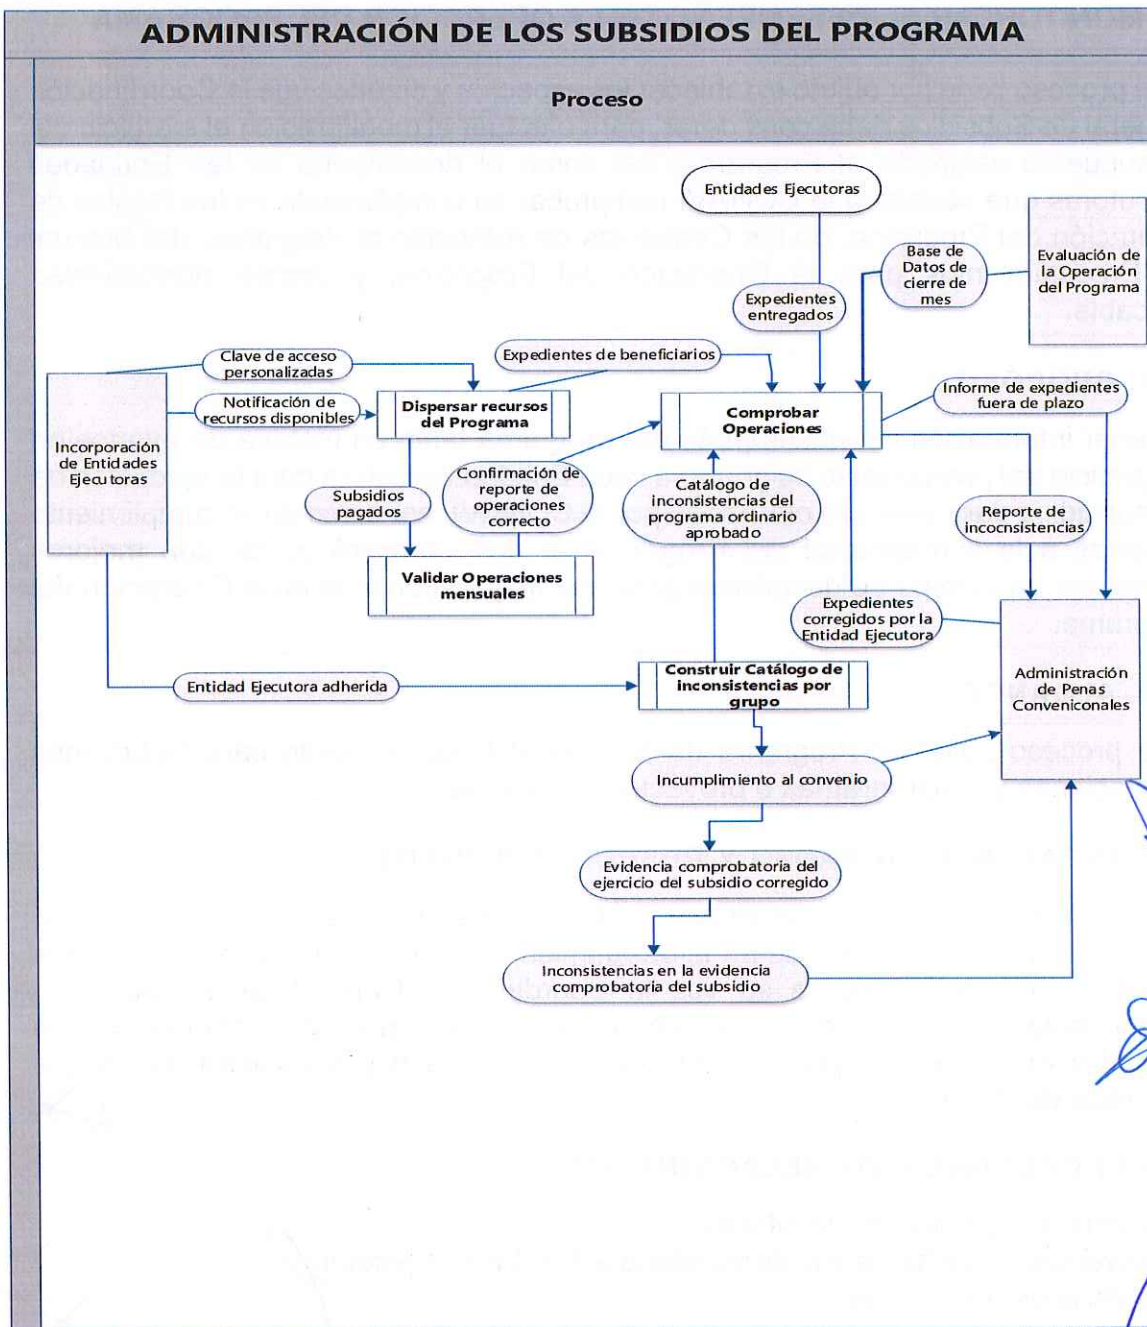 ADMINISTRACIÓN DE LOS SUBSIDIOS DEL PROGRAMA
Proceso
Entidades Ejecutoras
Base de
Datos de
cierre de
mes
Evaluación de
la Operación
del Programa
Expedientes
entregados
Clave de acceso
personalizadas
Expedientes de beneficiarios
Notificación de
recursos disponibles
Dispersar recursos
del Programa
Comprobar
Operaciones
Informe de expedientes
fuera de plazo
Incorporación
de Entidades
Ejecutoras
Subsidios
pagados
Confirmación de
reporte de
operaciones
correcto
Catálogo de
inconsistencias del
programa ordinario
aprobado
Reporte de
incocnsistencias
Validar Operaciones
mensuales
Expedientes
corregidos por la
Entidad Ejecutora
Entidad Ejecutora adherida
Construir Catálogo de
inconsistencias por
grupo
Administración
de Penas
Conveniconales
Incumplimiento al convenio
Evidencia comprobatoria del
ejercicio del subsidio corregido
Inconsistencias en la evidencia
comprobatoria del subsidio